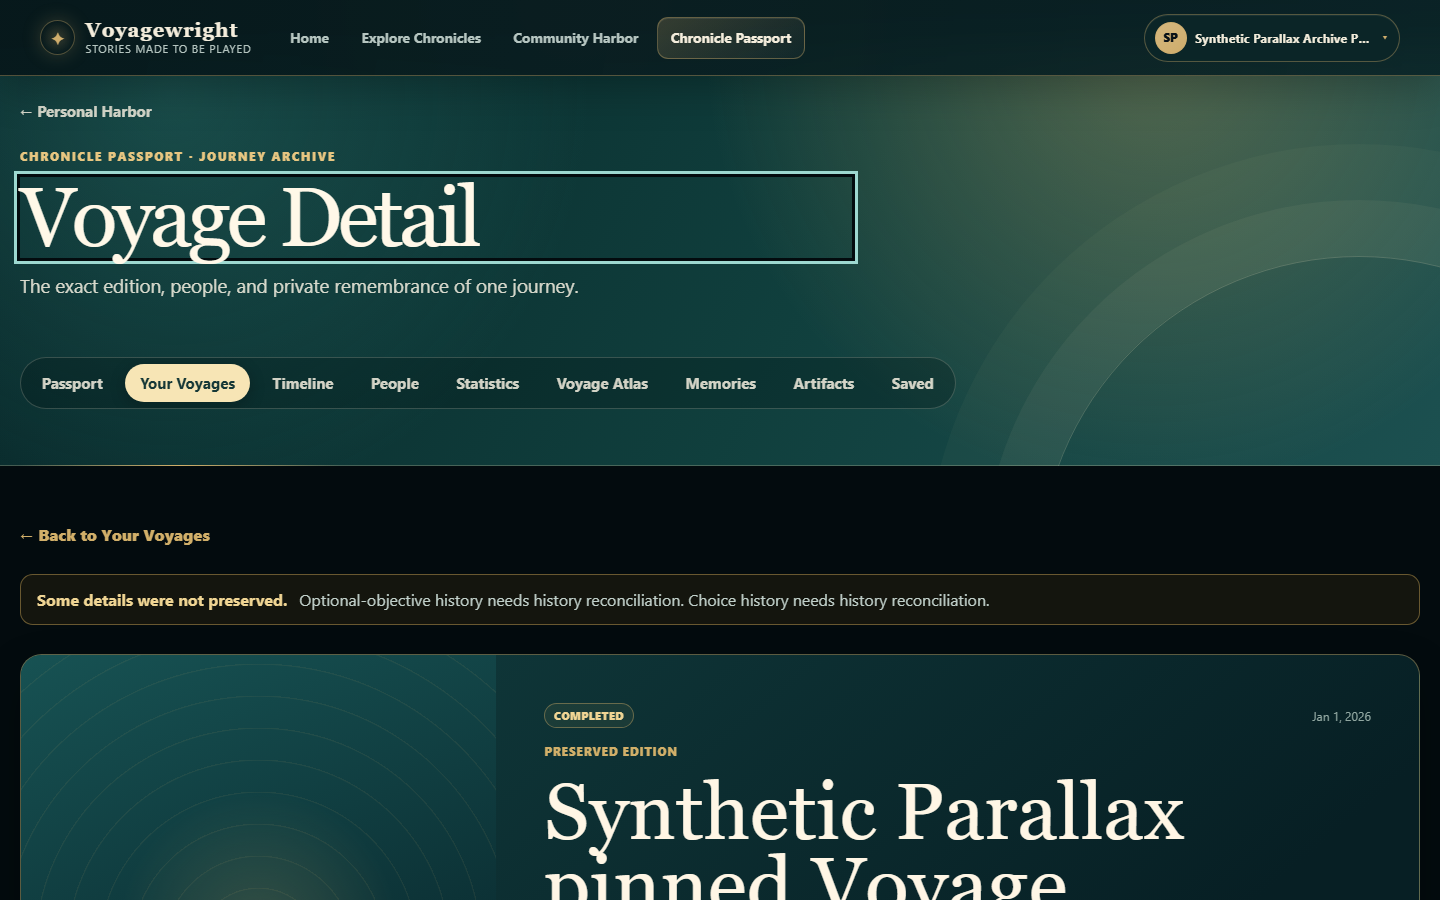 Voyagewright
STORIES MADE TO BE PLAYED
Home
Explore Chronicles
Community Harbor
Chronicle Passport
SP
Synthetic Parallax Archive P...
← Personal Harbor
CHRONICLE PASSPORT · JOURNEY ARCHIVE
Voyage Detail
The exact edition, people, and private remembrance of one journey.
Passport
Your Voyages
Timeline
People
Statistics
Voyage Atlas
Memories
Artifacts
Saved
← Back to Your Voyages
Some details were not preserved. Optional-objective history needs history reconciliation. Choice history needs history reconciliation.
COMPLETED
Jan 1, 2026
PRESERVED EDITION
Synthetic Parallax
pinned Voyage